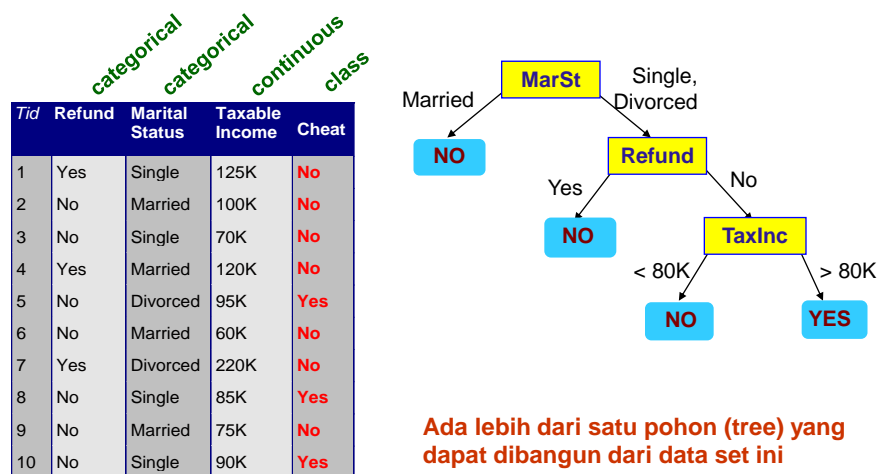 categorical
categorical
continuous
class
Tid Refund Marital Status Taxable Income Cheat
1 Yes Single 125K No
2 No Married 100K No
3 No Single 70K No
4 Yes Married 120K No
5 No Divorced 95K Yes
6 No Married 60K No
7 Yes Divorced 220K No
8 No Single 85K Yes
9 No Married 75K No
10 No Single 90K Yes
MarSt
Married
Single,
Divorced
NO
Refund
Yes
No
NO
TaxInc
< 80K
> 80K
NO
YES
Ada lebih dari satu pohon (tree) yang
dapat dibangun dari data set ini